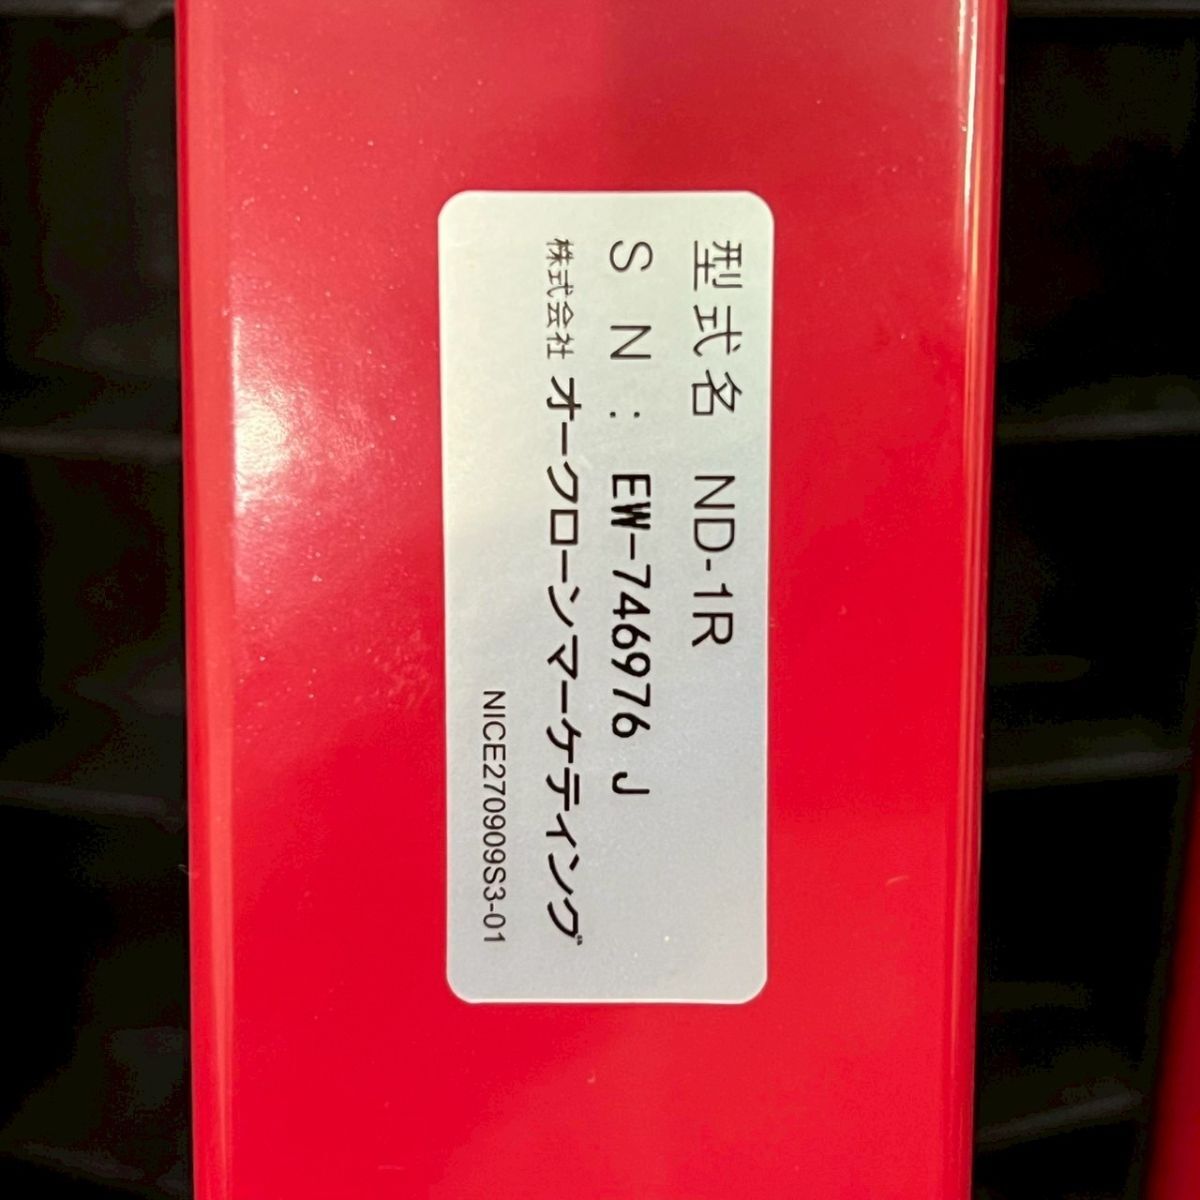 型式名 ND-1R
S N : EW-746976 J
株式会社 オークローンマーケティング
NICE270909S3-01